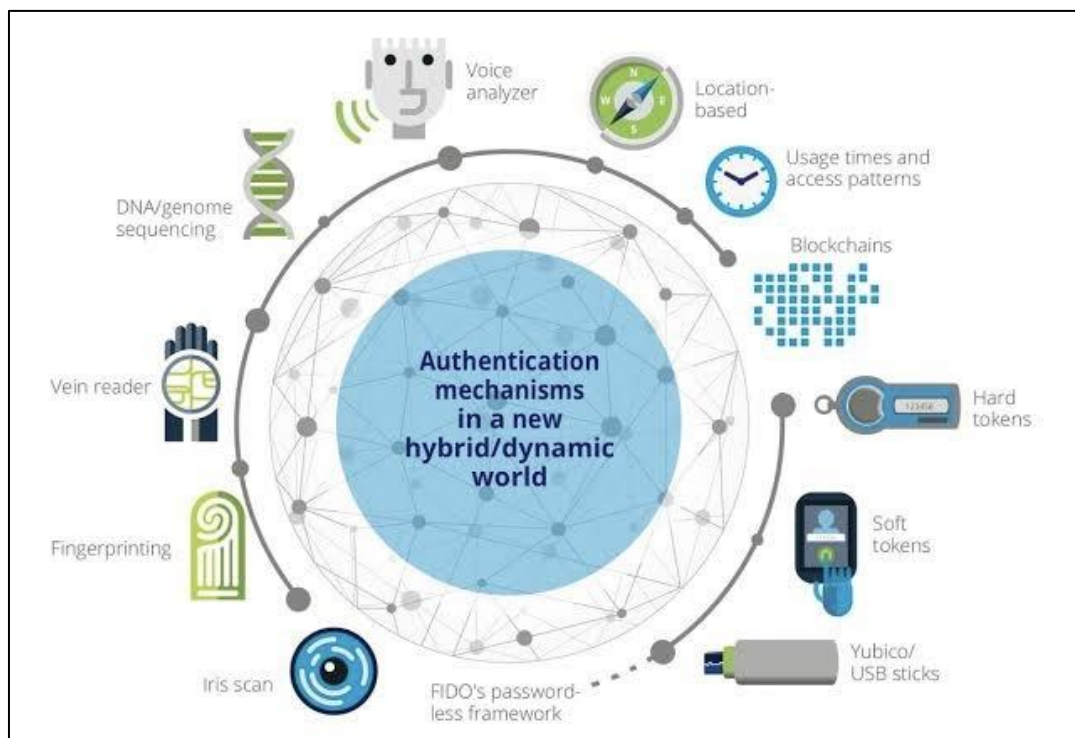 Voice
analyzer
Location-
based
N
W
E
S
Usage times and
access patterns
DNA/genome
sequencing
Blockchains
Vein reader
Authentication
mechanisms
in a new
hybrid/dynamic
world
123456
Hard
tokens
Fingerprinting
Soft
tokens
Iris scan
FIDO's password-
less framework
Yubico/
USB sticks